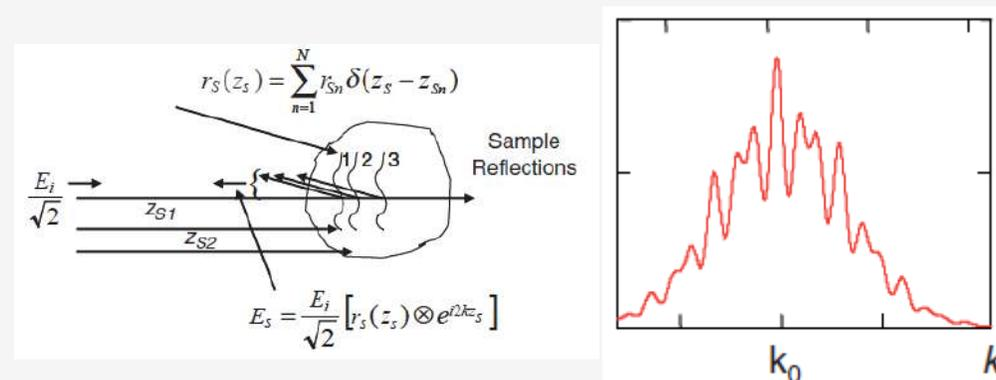 r_S(z_s) = \sum_{n=1}^{N} r_{Sn} δ(z_s − z_{Sn})
1 2 3
Sample
Reflections
E_i / √2
z_{S1}
z_{S2}
E_s = E_i / √2 [r_s(z_s) ⊗ e^{i2kz_s}]
k_0
k